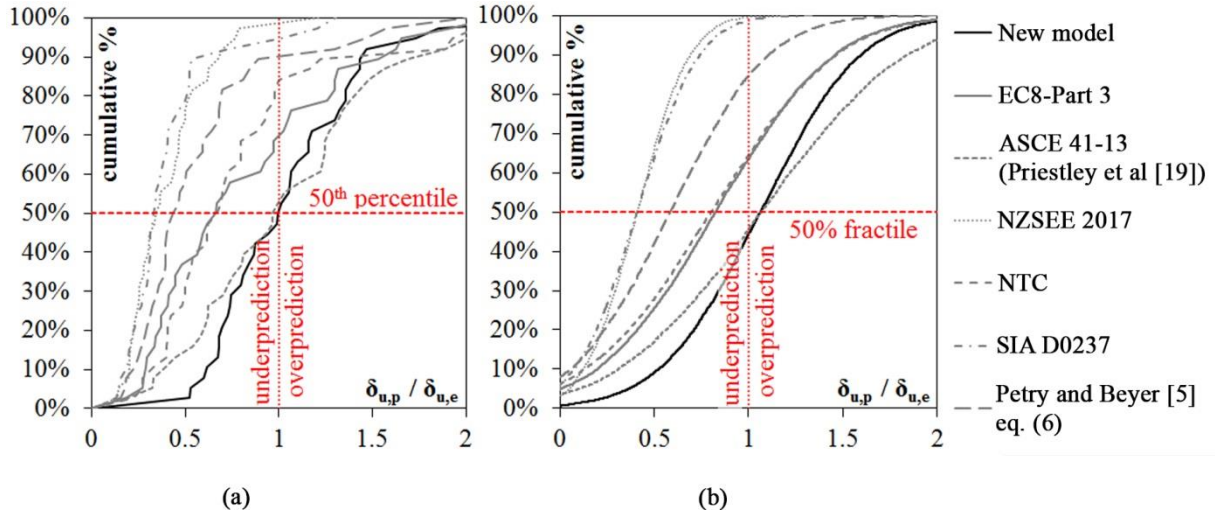 100%
90%
80%
70%
60%
50%
40%
30%
20%
10%
0%
cumulative %
50th percentile
underprediction
overprediction
δu,p / δu,e
0
0.5
1
1.5
2
(a)
100%
90%
80%
70%
60%
50%
40%
30%
20%
10%
0%
cumulative %
50% fractile
underprediction
overprediction
δu,p / δu,e
0
0.5
1
1.5
2
(b)
New model
EC8-Part 3
ASCE 41-13
(Priestley et al [19])
NZSEE 2017
NTC
SIA D0237
Petry and Beyer [5]
eq. (6)